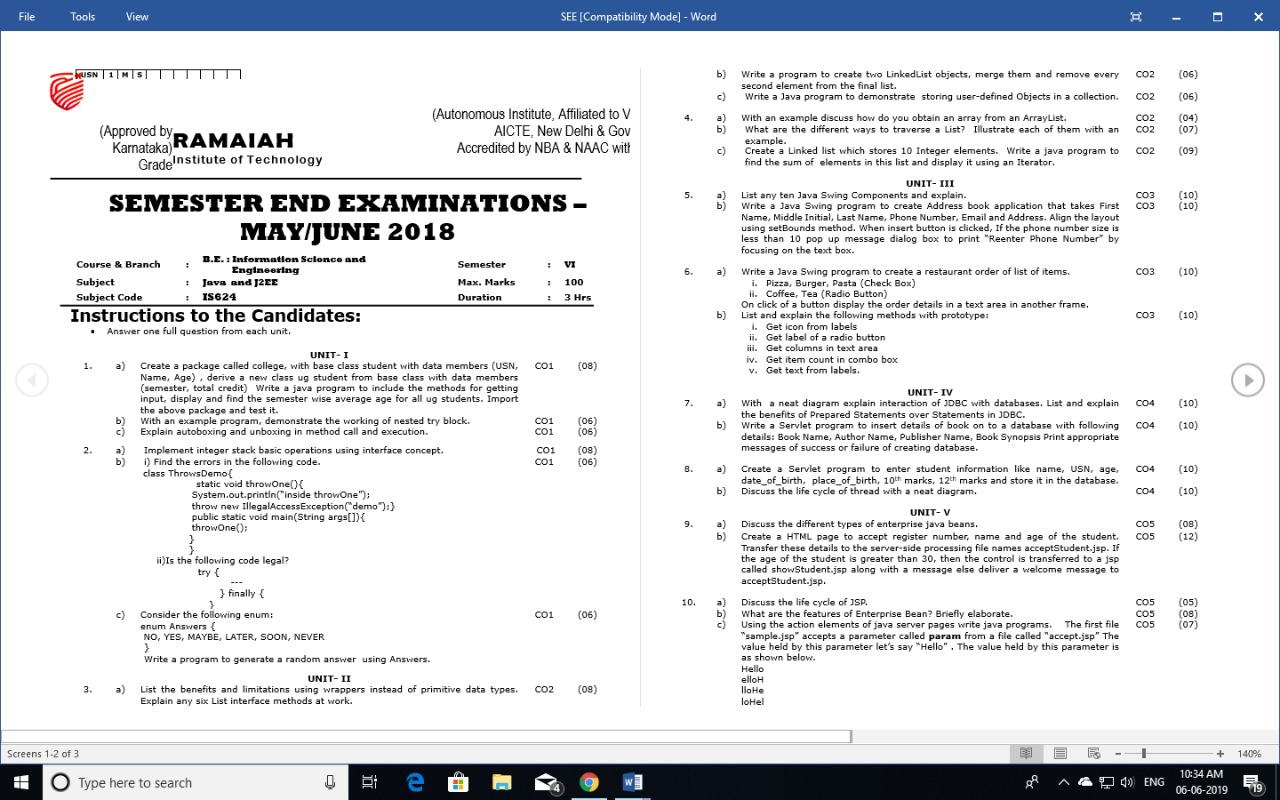 File Tools View SEE [Compatibility Mode] - Word
USN 1 M S
(Autonomous Institute, Affiliated to V
(Approved by RAMAIAH AICTE, New Delhi & Gov
Karnataka) Accredited by NBA & NAAC with
Grade Institute of Technology
SEMESTER END EXAMINATIONS –
MAY/JUNE 2018
Course & Branch : B.E. : Information Science and Engineering Semester : VI
Subject : Java and J2EE Max. Marks : 100
Subject Code : IS624 Duration : 3 Hrs
Instructions to the Candidates:
• Answer one full question from each unit.
UNIT- I
1. a) Create a package called college, with base class student with data members (USN, CO1 (08)
Name, Age) , derive a new class ug student from base class with data members
(semester, total credit) Write a java program to include the methods for getting
input, display and find the semester wise average age for all ug students. Import
the above package and test it.
b) With an example program, demonstrate the working of nested try block. CO1 (06)
c) Explain autoboxing and unboxing in method call and execution. CO1 (06)
2. a) Implement integer stack basic operations using interface concept. CO1 (08)
b) i) Find the errors in the following code. CO1 (06)
class ThrowsDemo{
static void throwOne(){
System.out.println(“inside throwOne”);
throw new IllegalAccessException(“demo”);}
public static void main(String args[]){
throwOne();
}
}
ii)Is the following code legal?
try {
---
} finally {
}
c) Consider the following enum: CO1 (06)
enum Answers {
NO, YES, MAYBE, LATER, SOON, NEVER
}
Write a program to generate a random answer using Answers.
UNIT- II
3. a) List the benefits and limitations using wrappers instead of primitive data types. CO2 (08)
Explain any six List interface methods at work.
b) Write a program to create two LinkedList objects, merge them and remove every CO2 (06)
second element from the final list.
c) Write a Java program to demonstrate storing user-defined Objects in a collection. CO2 (06)
4. a) With an example discuss how do you obtain an array from an ArrayList. CO2 (04)
b) What are the different ways to traverse a List? Illustrate each of them with an CO2 (07)
example.
c) Create a Linked list which stores 10 Integer elements. Write a java program to CO2 (09)
find the sum of elements in this list and display it using an Iterator.
UNIT- III
5. a) List any ten Java Swing Components and explain. CO3 (10)
b) Write a Java Swing program to create Address book application that takes First CO3 (10)
Name, Middle Initial, Last Name, Phone Number, Email and Address. Align the layout
using setBounds method. When insert button is clicked, If the phone number size is
less than 10 pop up message dialog box to print “Reenter Phone Number” by
focusing on the text box.
6. a) Write a Java Swing program to create a restaurant order of list of items. CO3 (10)
i. Pizza, Burger, Pasta (Check Box)
ii. Coffee, Tea (Radio Button)
On click of a button display the order details in a text area in another frame.
b) List and explain the following methods with prototype: CO3 (10)
i. Get icon from labels
ii. Get label of a radio button
iii. Get columns in text area
iv. Get item count in combo box
v. Get text from labels.
UNIT- IV
7. a) With a neat diagram explain interaction of JDBC with databases. List and explain CO4 (10)
the benefits of Prepared Statements over Statements in JDBC.
b) Write a Servlet program to insert details of book on to a database with following CO4 (10)
details: Book Name, Author Name, Publisher Name, Book Synopsis Print appropriate
messages of success or failure of creating database.
8. a) Create a Servlet program to enter student information like name, USN, age, CO4 (10)
date_of_birth, place_of_birth, 10th marks, 12th marks and store it in the database.
b) Discuss the life cycle of thread with a neat diagram. CO4 (10)
UNIT- V
9. a) Discuss the different types of enterprise java beans. CO5 (08)
b) Create a HTML page to accept register number, name and age of the student. CO5 (12)
Transfer these details to the server-side processing file names acceptStudent.jsp. If
the age of the student is greater than 30, then the control is transferred to a jsp
called showStudent.jsp along with a message else deliver a welcome message to
acceptStudent.jsp.
10. a) Discuss the life cycle of JSP. CO5 (05)
b) What are the features of Enterprise Bean? Briefly elaborate. CO5 (08)
c) Using the action elements of java server pages write java programs. The first file CO5 (07)
“sample.jsp” accepts a parameter called param from a file called “accept.jsp” The
value held by this parameter let’s say “Hello” . The value held by this parameter is
as shown below.
Hello
elloH
lloHe
loHel
Screens 1-2 of 3 140%
Type here to search 4 ENG 10:34 AM 19
06-06-2019